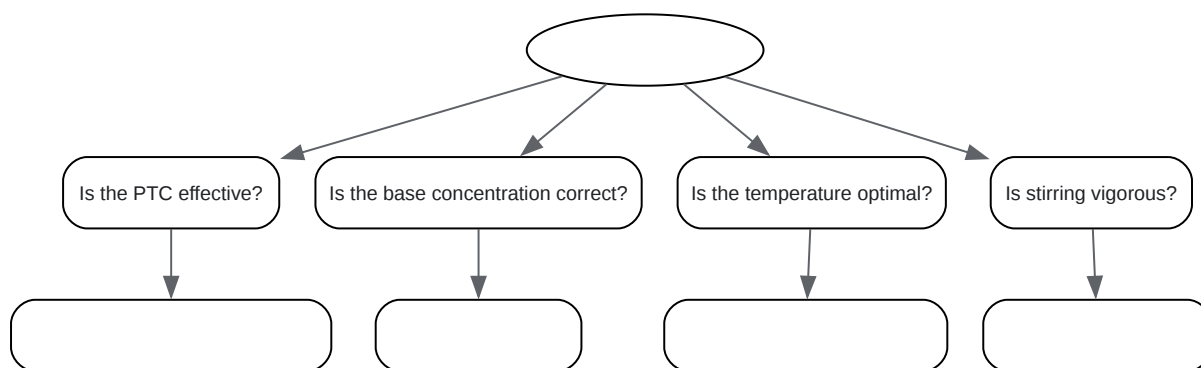 Is the PTC effective?
Is the base concentration correct?
Is the temperature optimal?
Is stirring vigorous?